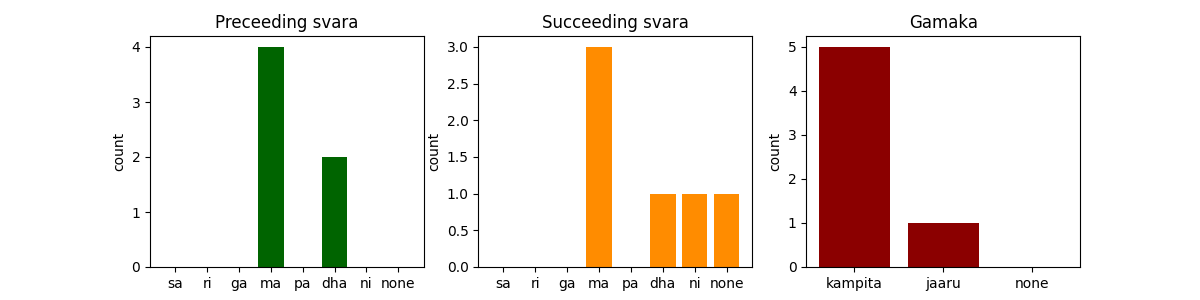 Preceeding svara
count
4
3
2
1
0
sa ri ga ma pa dha ni none
Succeeding svara
count
3.0
2.5
2.0
1.5
1.0
0.5
0.0
sa ri ga ma pa dha ni none
Gamaka
count
5
4
3
2
1
0
kampita jaaru none